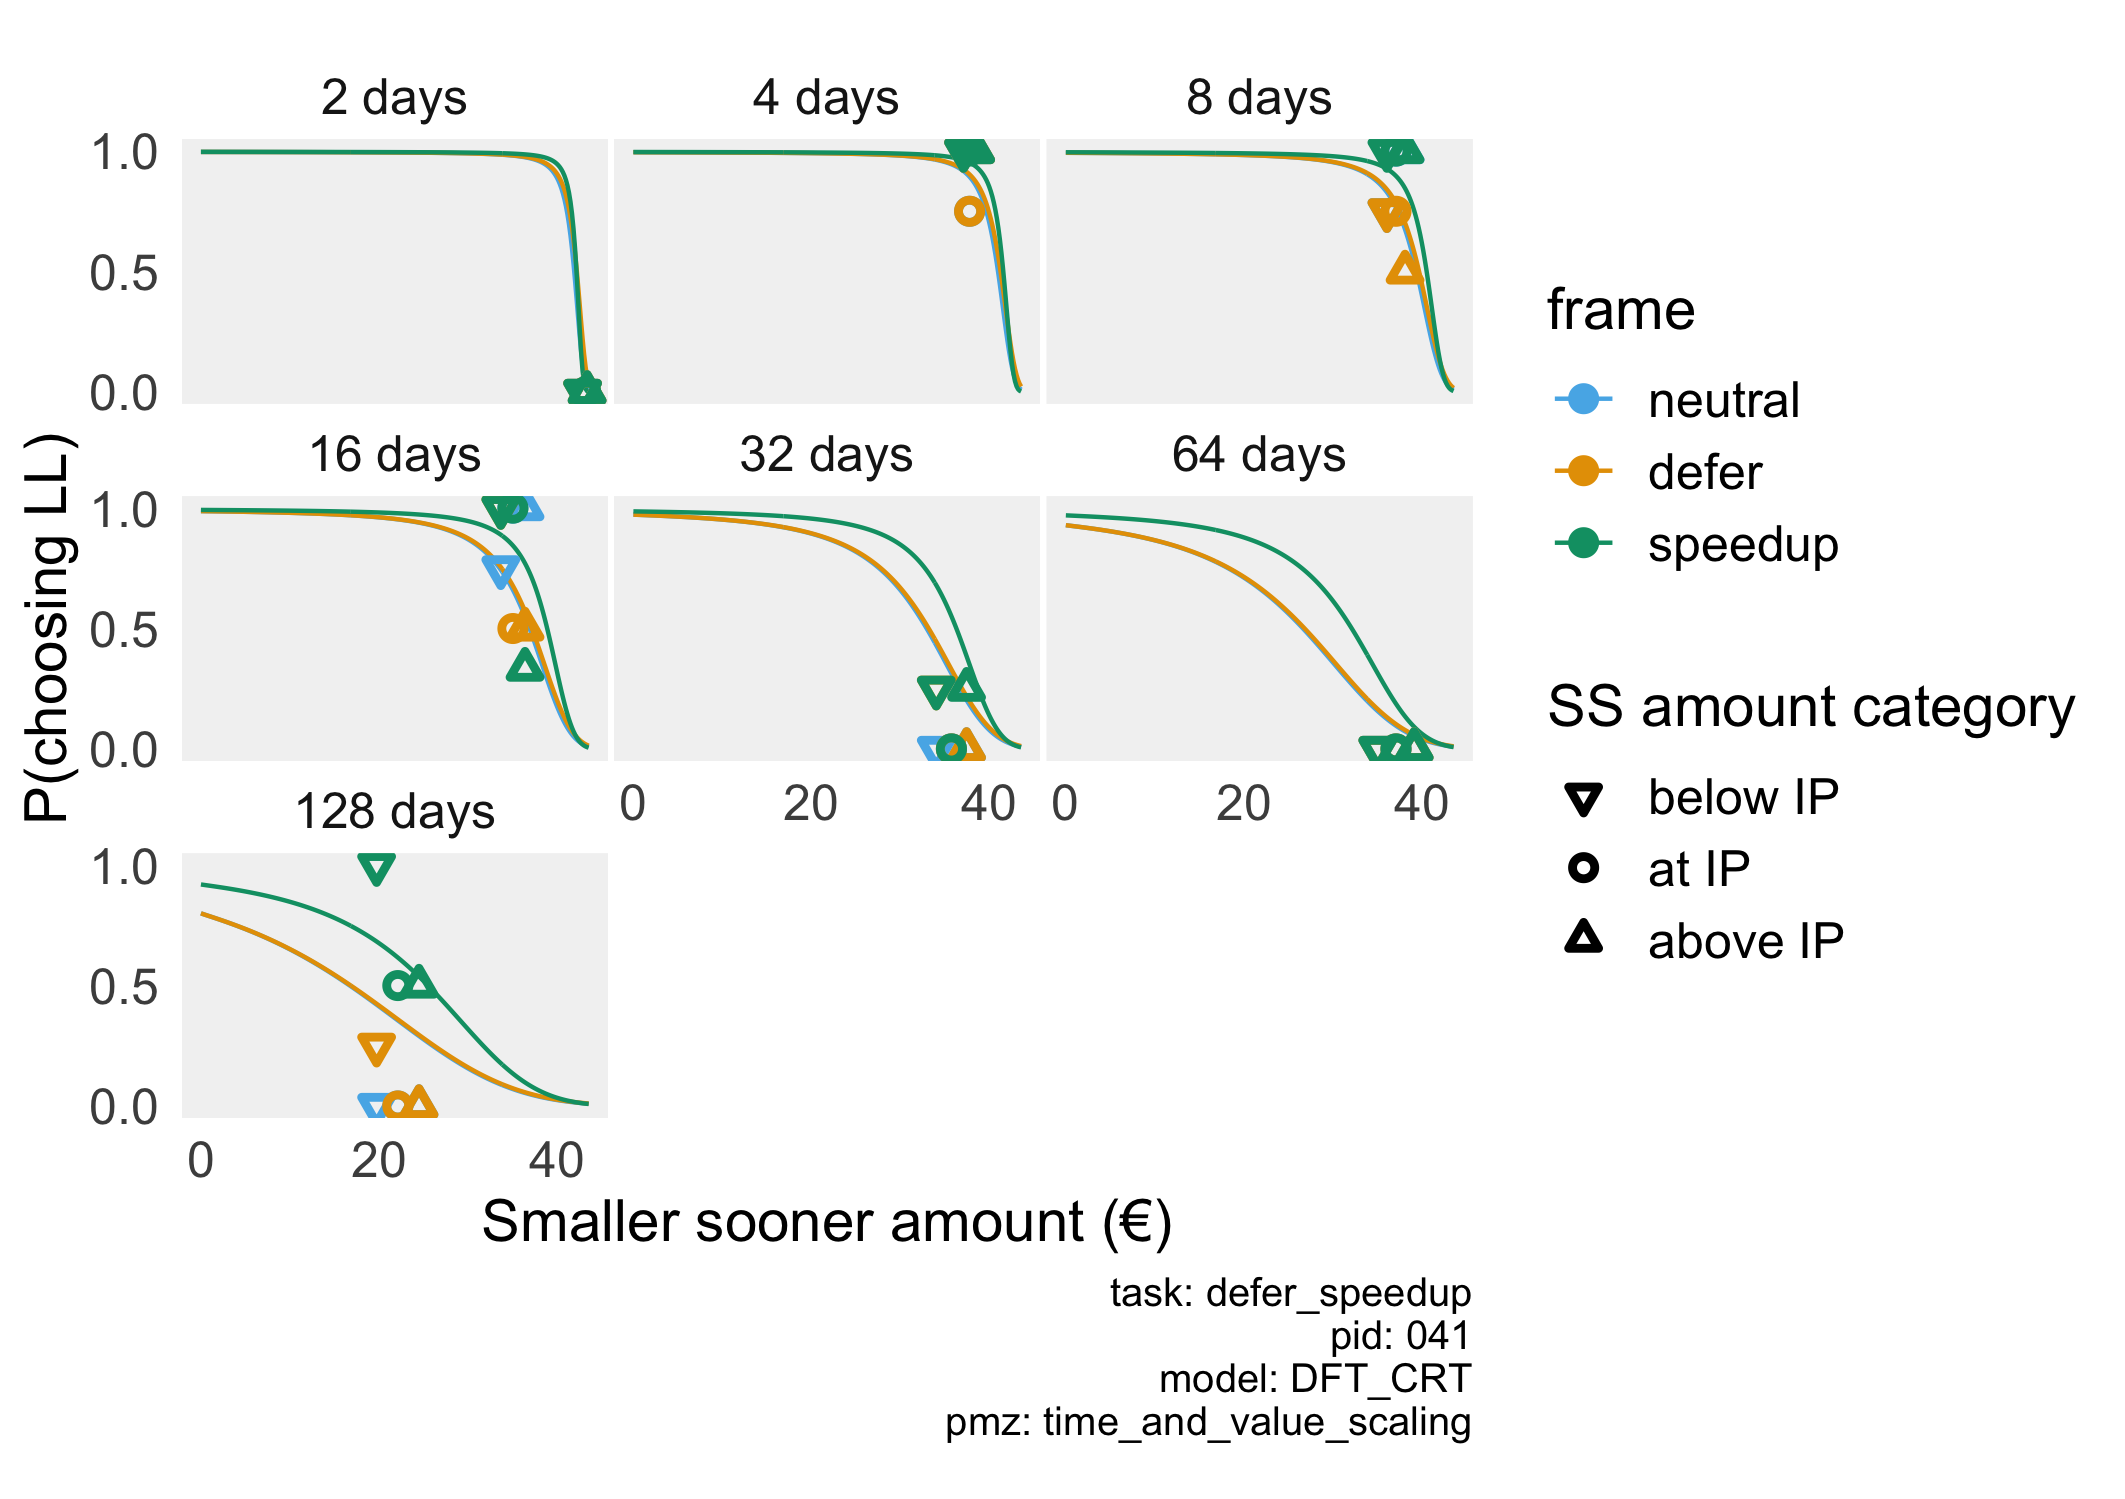 2 days
4 days
8 days
1.0
0.5
0.0
16 days
32 days
64 days
1.0
0.5
0.0
0 20 40
0 20 40
128 days
1.0
0.5
0.0
0 20 40
P(choosing LL)
Smaller sooner amount (€)
frame
neutral
defer
speedup
SS amount category
below IP
at IP
above IP
task: defer_speedup
pid: 041
model: DFT_CRT
pmz: time_and_value_scaling